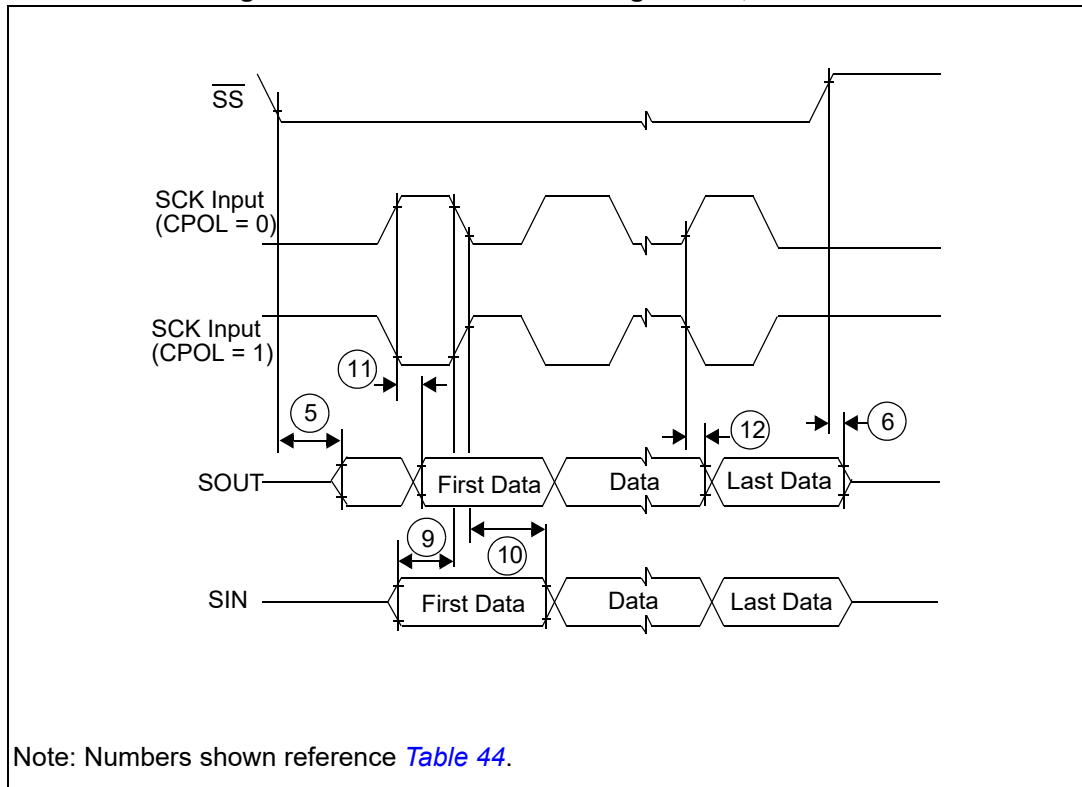 SS
SCK Input
(CPOL = 0)
SCK Input
(CPOL = 1)
11
5
12
6
SOUT
First Data
Data
Last Data
9
10
SIN
First Data
Data
Last Data
Note: Numbers shown reference Table 44.